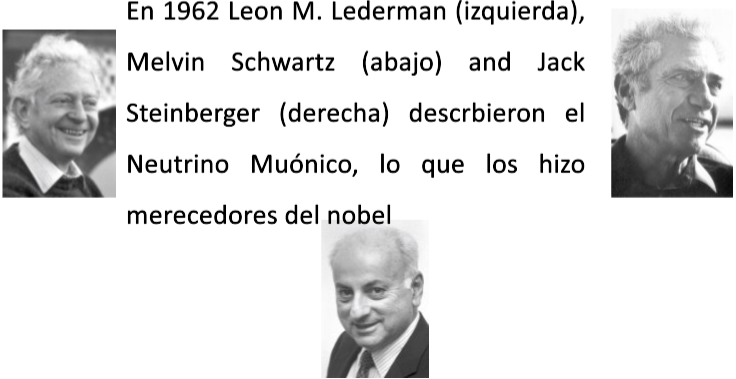 En 1962 Leon M. Lederman (izquierda),
Melvin Schwartz (abajo) and Jack
Steinberger (derecha) descrbieron el
Neutrino Muónico, lo que los hizo
merecedores del nobel